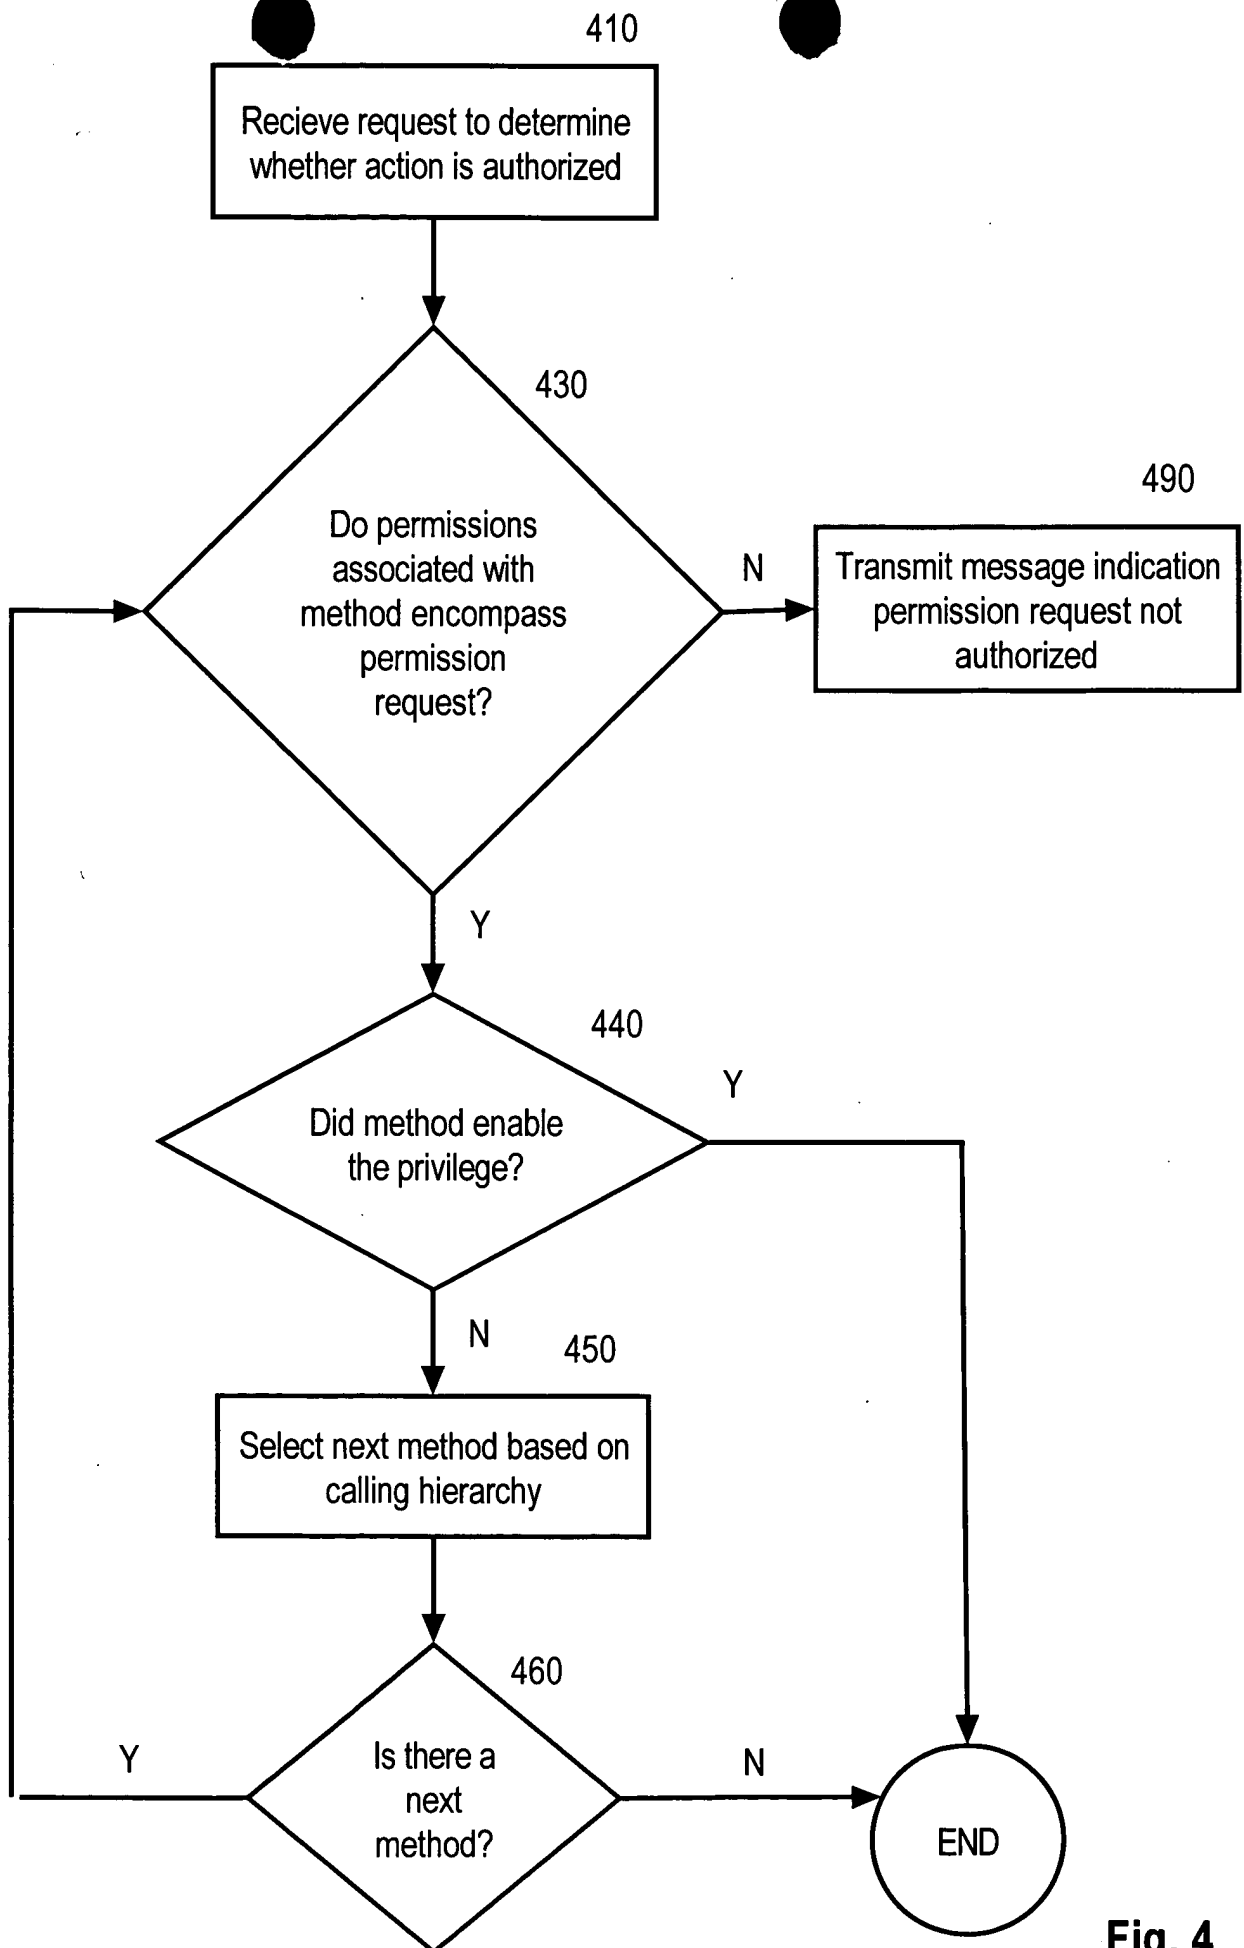 410
Recieve request to determine
whether action is authorized
430
Do permissions
associated with
method encompass
permission
request?
N
490
Transmit message indication
permission request not
authorized
Y
440
Did method enable
the privilege?
Y
N
450
Select next method based on
calling hierarchy
460
Is there a
next
method?
Y
N
END
Fig. 4